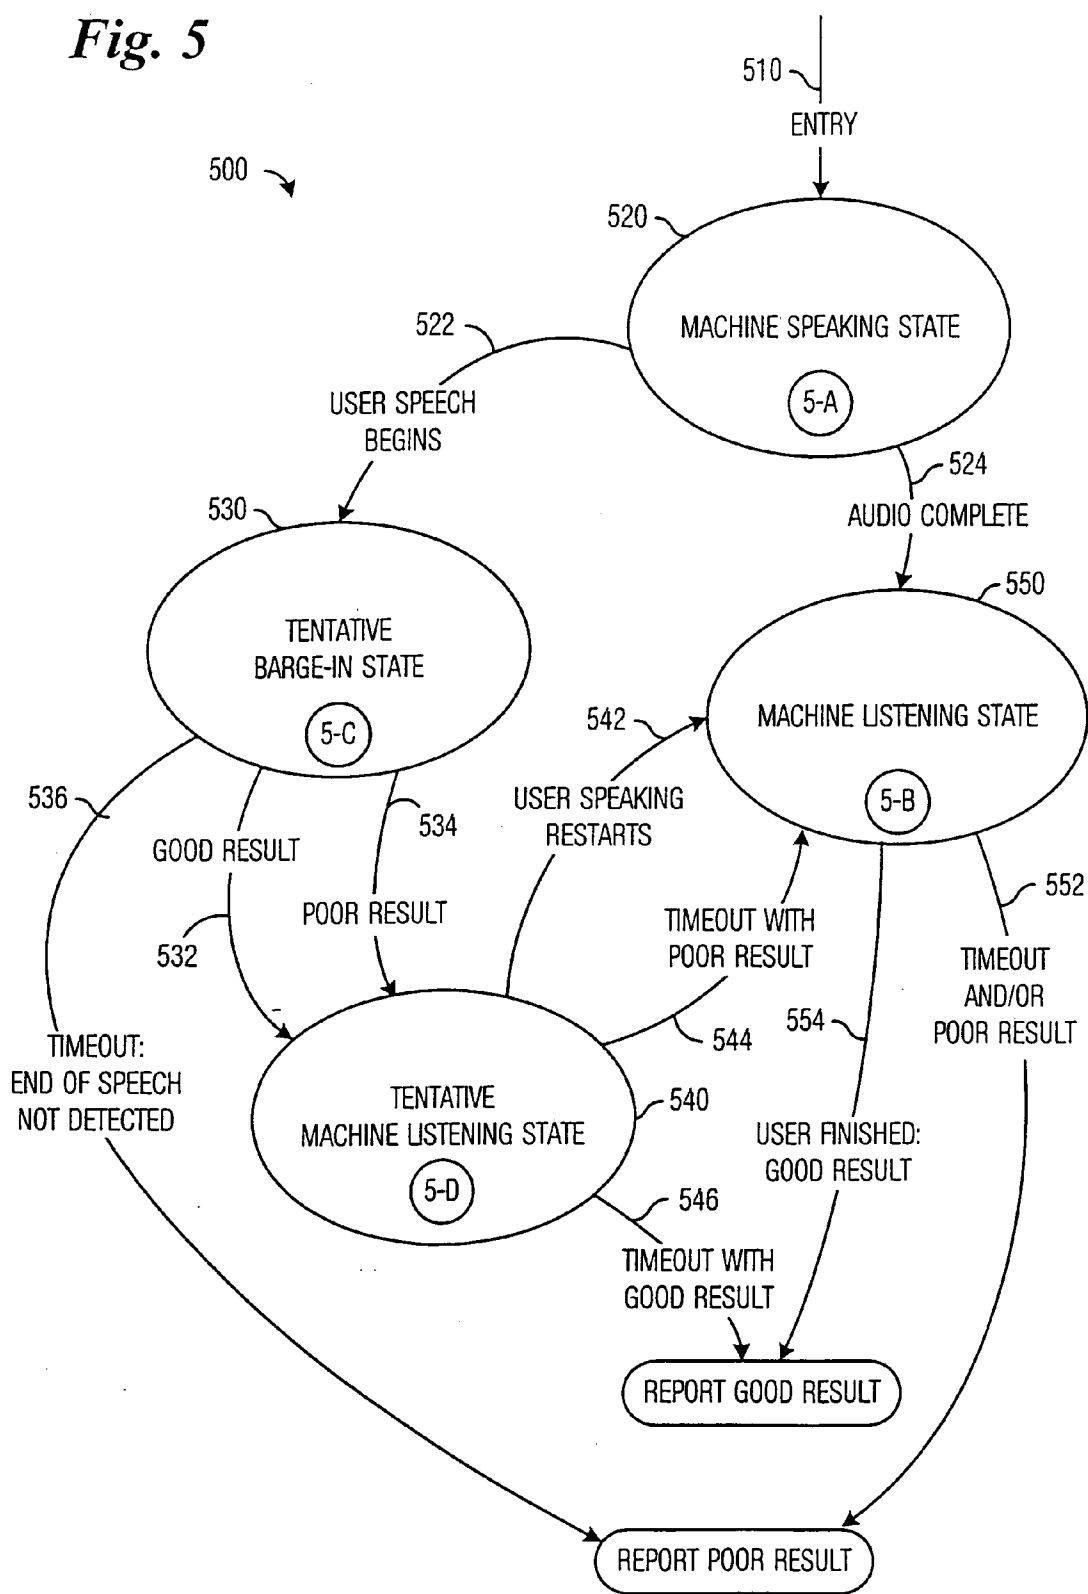 Fig. 5
510
ENTRY
500
520
MACHINE SPEAKING STATE
5-A
522
USER SPEECH
BEGINS
524
AUDIO COMPLETE
530
TENTATIVE
BARGE-IN STATE
5-C
550
MACHINE LISTENING STATE
5-B
542
USER SPEAKING
RESTARTS
536
GOOD RESULT
532
534
POOR RESULT
TIMEOUT WITH
POOR RESULT
544
552
TIMEOUT
AND/OR
POOR RESULT
554
USER FINISHED:
GOOD RESULT
TIMEOUT:
END OF SPEECH
NOT DETECTED
540
TENTATIVE
MACHINE LISTENING STATE
5-D
546
TIMEOUT WITH
GOOD RESULT
REPORT GOOD RESULT
REPORT POOR RESULT